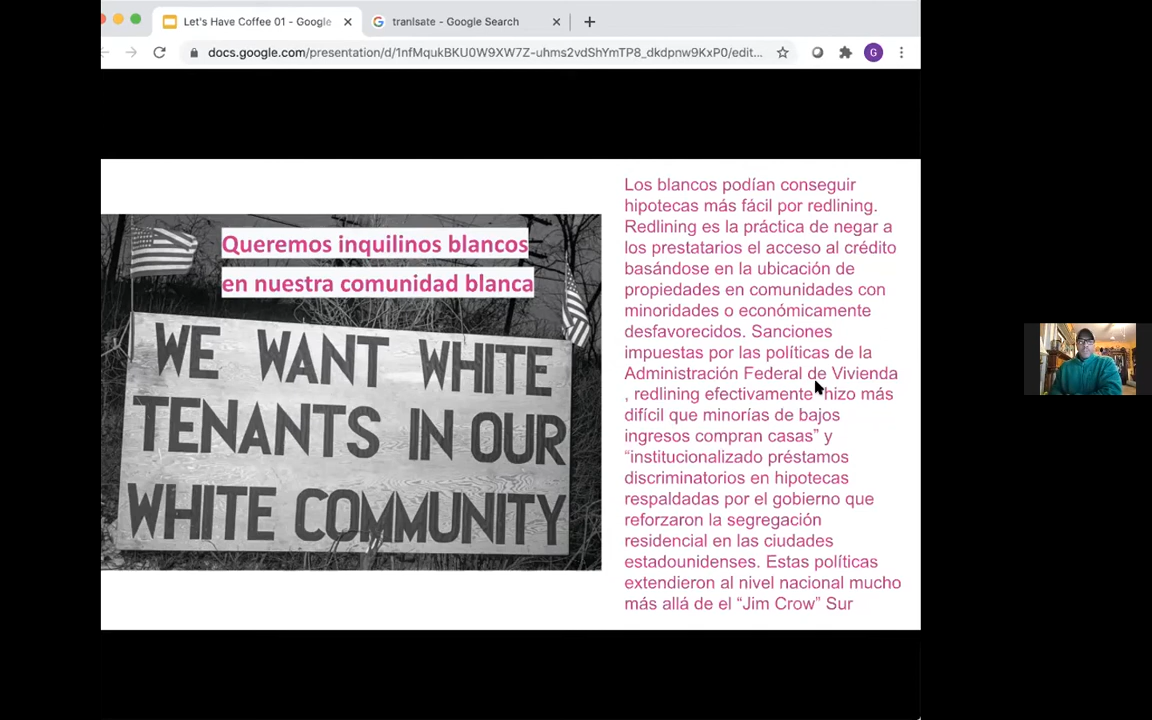 Let's Have Coffee 01 - Google
tranlsate - Google Search
docs.google.com/presentation/d/1nfMqukBKU0W9XW7Z-uhms2vdShYmTP8_dkdpnw9KxP0/edit...
G
Queremos inquilinos blancos
en nuestra comunidad blanca
WE WANT WHITE
TENANTS IN OUR
WHITE COMMUNITY
Los blancos podían conseguir
hipotecas más fácil por redlining.
Redlining es la práctica de negar a
los prestatarios el acceso al crédito
basándose en la ubicación de
propiedades en comunidades con
minoridades o económicamente
desfavorecidos. Sanciones
impuestas por las políticas de la
Administración Federal de Vivienda
, redlining efectivamente “hizo más
difícil que minorías de bajos
ingresos compran casas” y
“institucionalizado préstamos
discriminatorios en hipotecas
respaldadas por el gobierno que
reforzaron la segregación
residencial en las ciudades
estadounidenses. Estas políticas
extendieron al nivel nacional mucho
más allá de el “Jim Crow” Sur